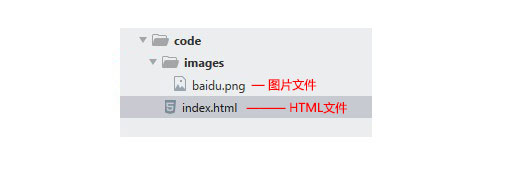 code
images
baidu.png — 图片文件
index.html ——— HTML文件